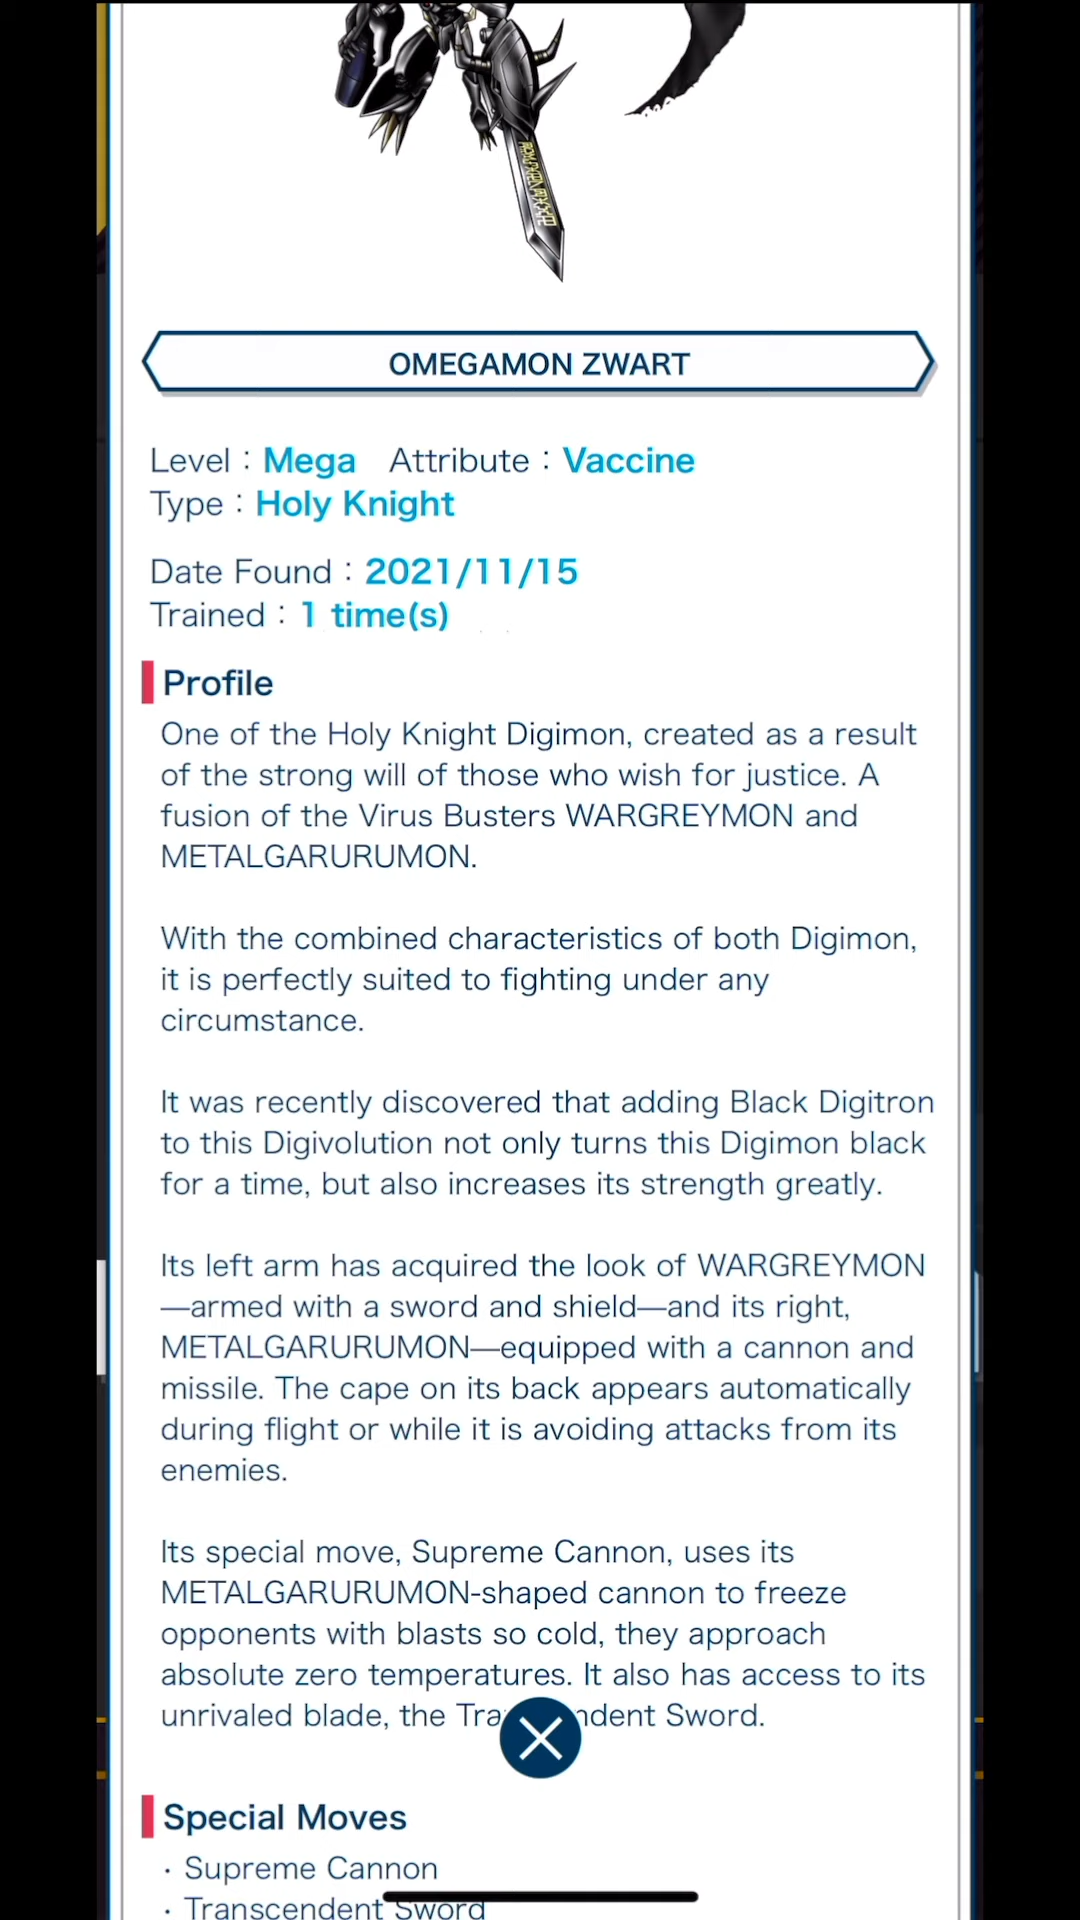 OMEGAMON ZWART
Level : Mega Attribute : Vaccine
Type : Holy Knight
Date Found : 2021/11/15
Trained : 1 time(s)
Profile
One of the Holy Knight Digimon, created as a result
of the strong will of those who wish for justice. A
fusion of the Virus Busters WARGREYMON and
METALGARURUMON.
With the combined characteristics of both Digimon,
it is perfectly suited to fighting under any
circumstance.
It was recently discovered that adding Black Digitron
to this Digivolution not only turns this Digimon black
for a time, but also increases its strength greatly.
Its left arm has acquired the look of WARGREYMON
—armed with a sword and shield—and its right,
METALGARURUMON—equipped with a cannon and
missile. The cape on its back appears automatically
during flight or while it is avoiding attacks from its
enemies.
Its special move, Supreme Cannon, uses its
METALGARURUMON-shaped cannon to freeze
opponents with blasts so cold, they approach
absolute zero temperatures. It also has access to its
unrivaled blade, the Sword.
Special Moves
· Supreme Cannon
· Transcendent Sword